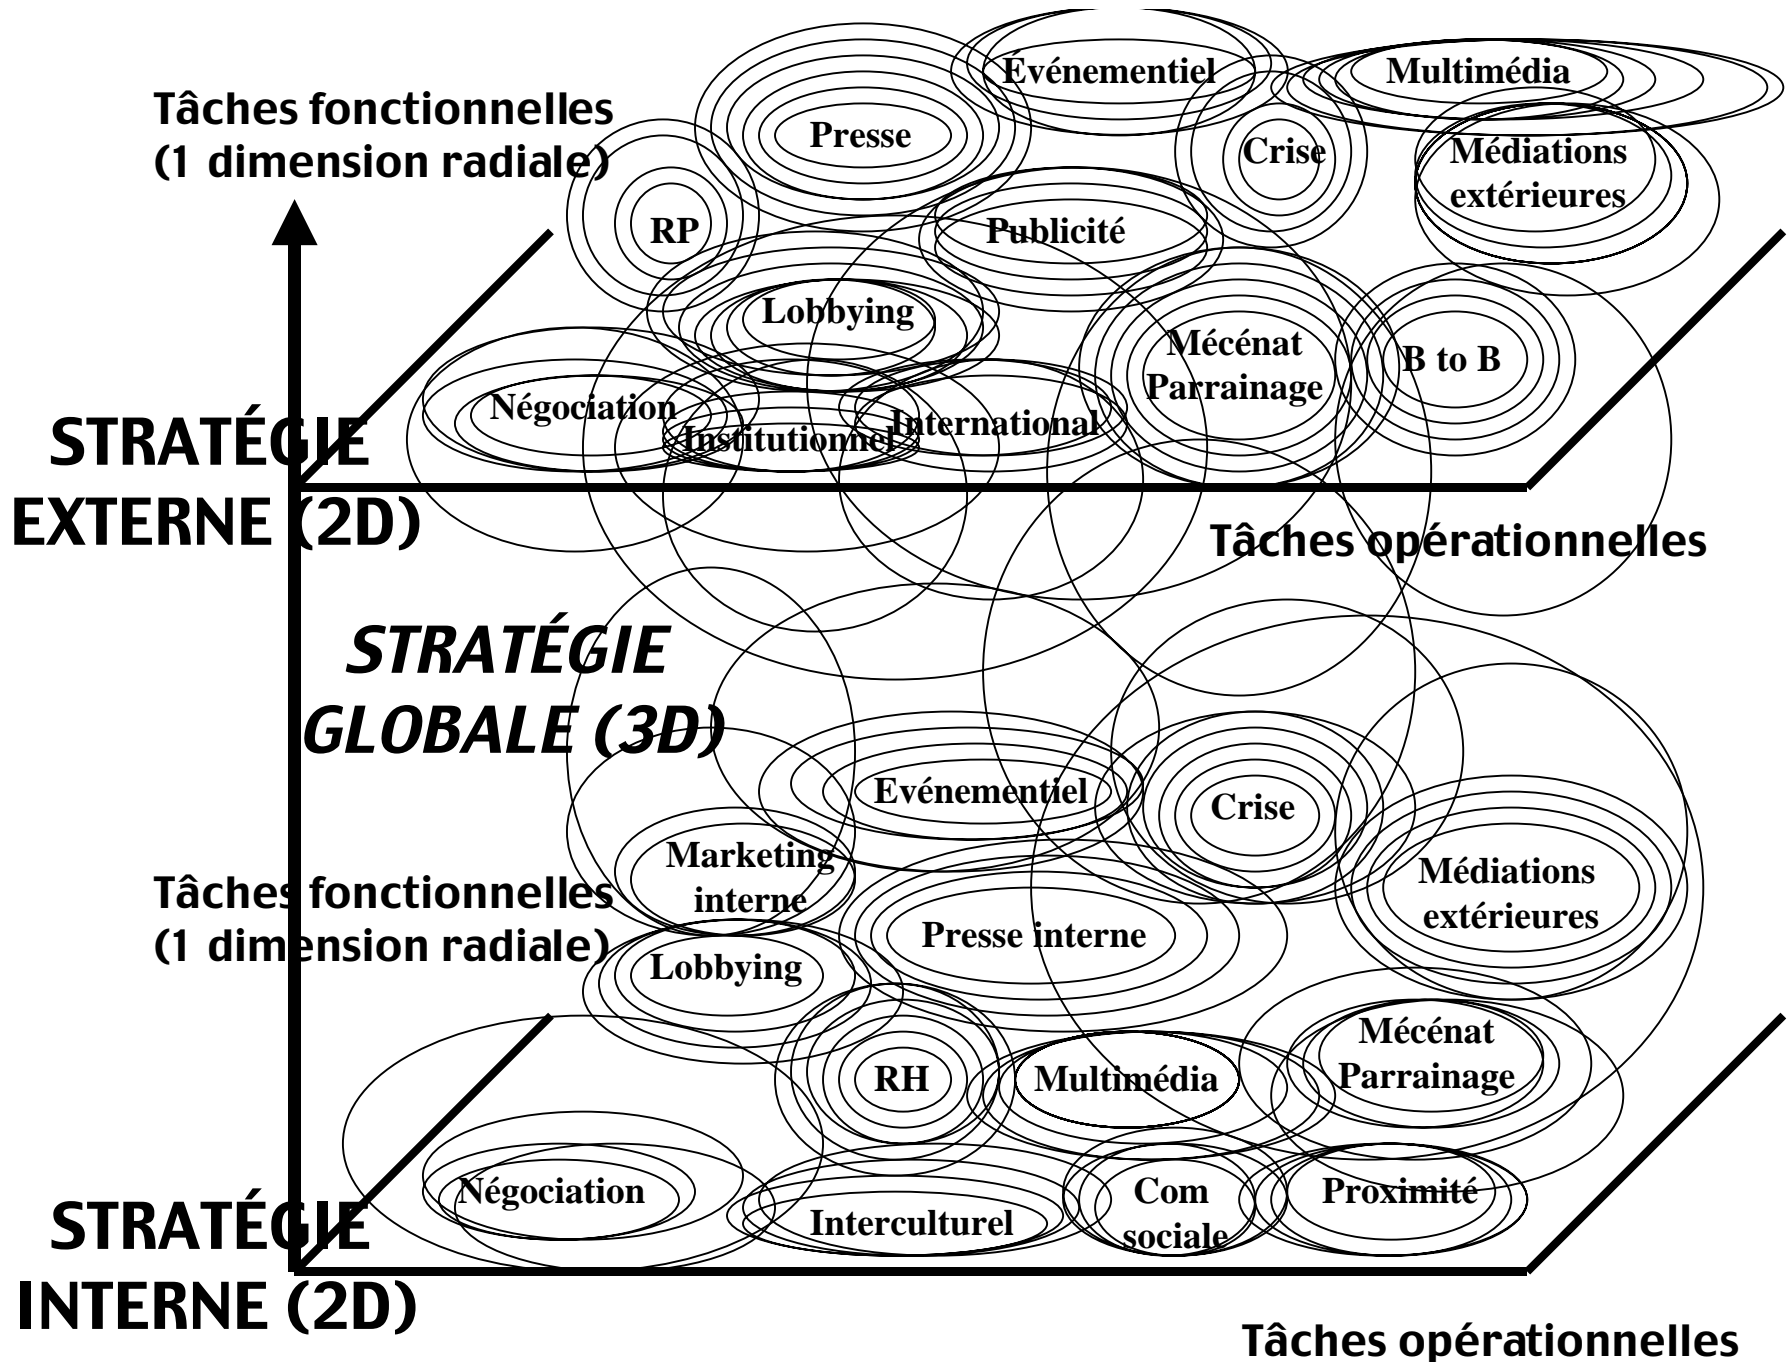 Événementiel
Multimédia
Tâches fonctionnelles
(1 dimension radiale)
Presse
Crise
Médiations
extérieures
RP
Publicité
Lobbying
Mécénat
Parrainage
B to B
Négociation
International
Institutionnel
STRATÉGIE
EXTERNE (2D)
Tâches opérationnelles
STRATÉGIE
GLOBALE (3D)
Evénementiel
Crise
Marketing
interne
Médiations
extérieures
Tâches fonctionnelles
(1 dimension radiale)
Presse interne
Lobbying
Mécénat
Parrainage
RH
Multimédia
Négociation
Com
sociale
Proximité
Interculturel
STRATÉGIE
INTERNE (2D)
Tâches opérationnelles